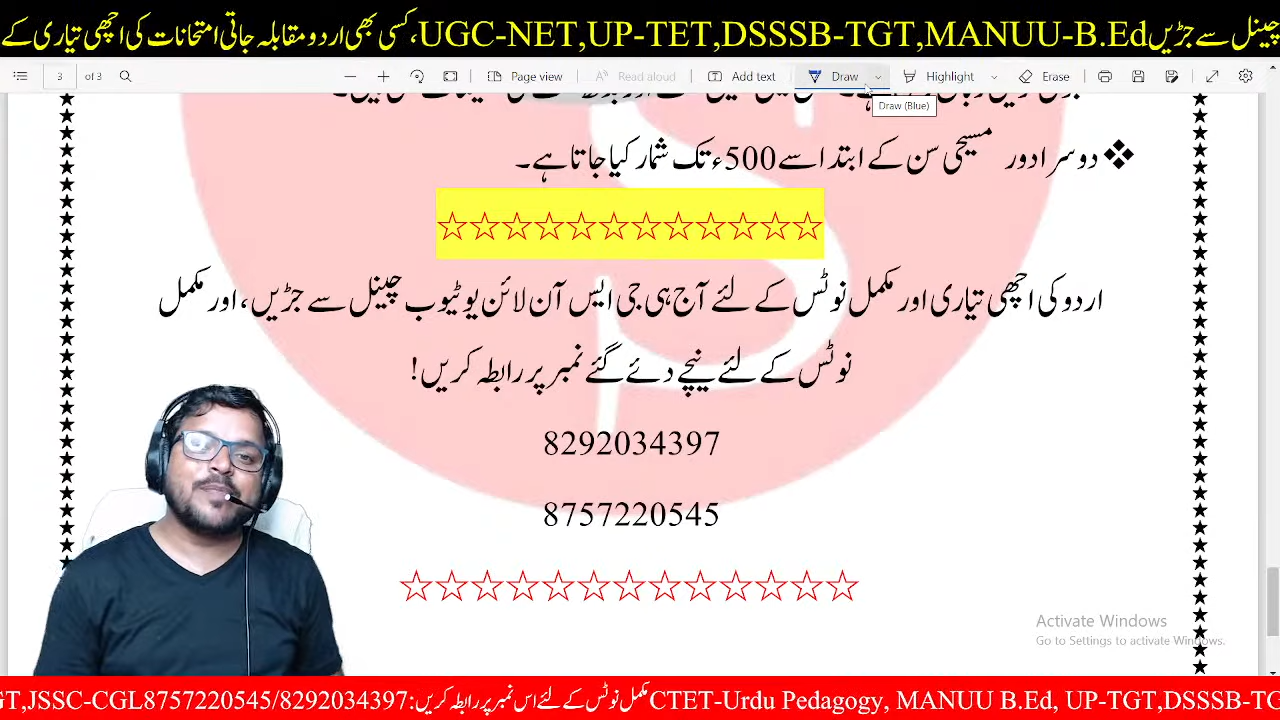 چینل سے جڑیں UGC-NET,UP-TET,DSSSB-TGT,MANUU-B.Ed، کسی بھی اردو مقابلہ جاتی امتحانات کی اچھی تیاری کے
3 of 3 Page view Read aloud Add text Draw Highlight Erase
Draw (Blue)
❖ دوسرا دور مسیحی سن کے ابتدا سے 500ء تک شمار کیا جاتا ہے۔
☆☆☆☆☆☆☆☆☆☆☆☆
اردو کی اچھی تیاری اور مکمل نوٹس کے لئے آج ہی جی ایس آن لائن یوٹیوب چینل سے جڑیں، اور مکمل
نوٹس کے لئے نیچے دئے گئے نمبر پر رابطہ کریں!
8292034397
8757220545
☆☆☆☆☆☆☆☆☆☆☆☆☆
Activate Windows
Go to Settings to activate Windows.
GT,JSSC-CGL8757220545/8292034397:مکمل نوٹس کے لئے اس نمبر پر رابطہ کریں CTET-Urdu Pedagogy, MANUU B.Ed, UP-TGT,DSSSB-TG